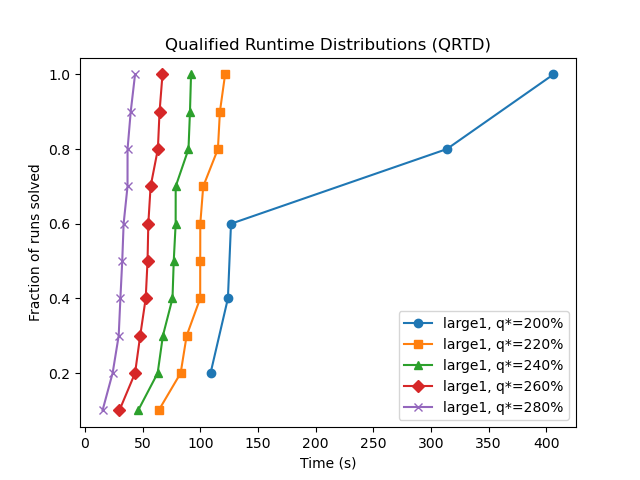 Qualified Runtime Distributions (QRTD)
Fraction of runs solved
1.0
0.8
0.6
0.4
0.2
0
50
100
150
200
250
300
350
400
Time (s)
large1, q*=200%
large1, q*=220%
large1, q*=240%
large1, q*=260%
large1, q*=280%